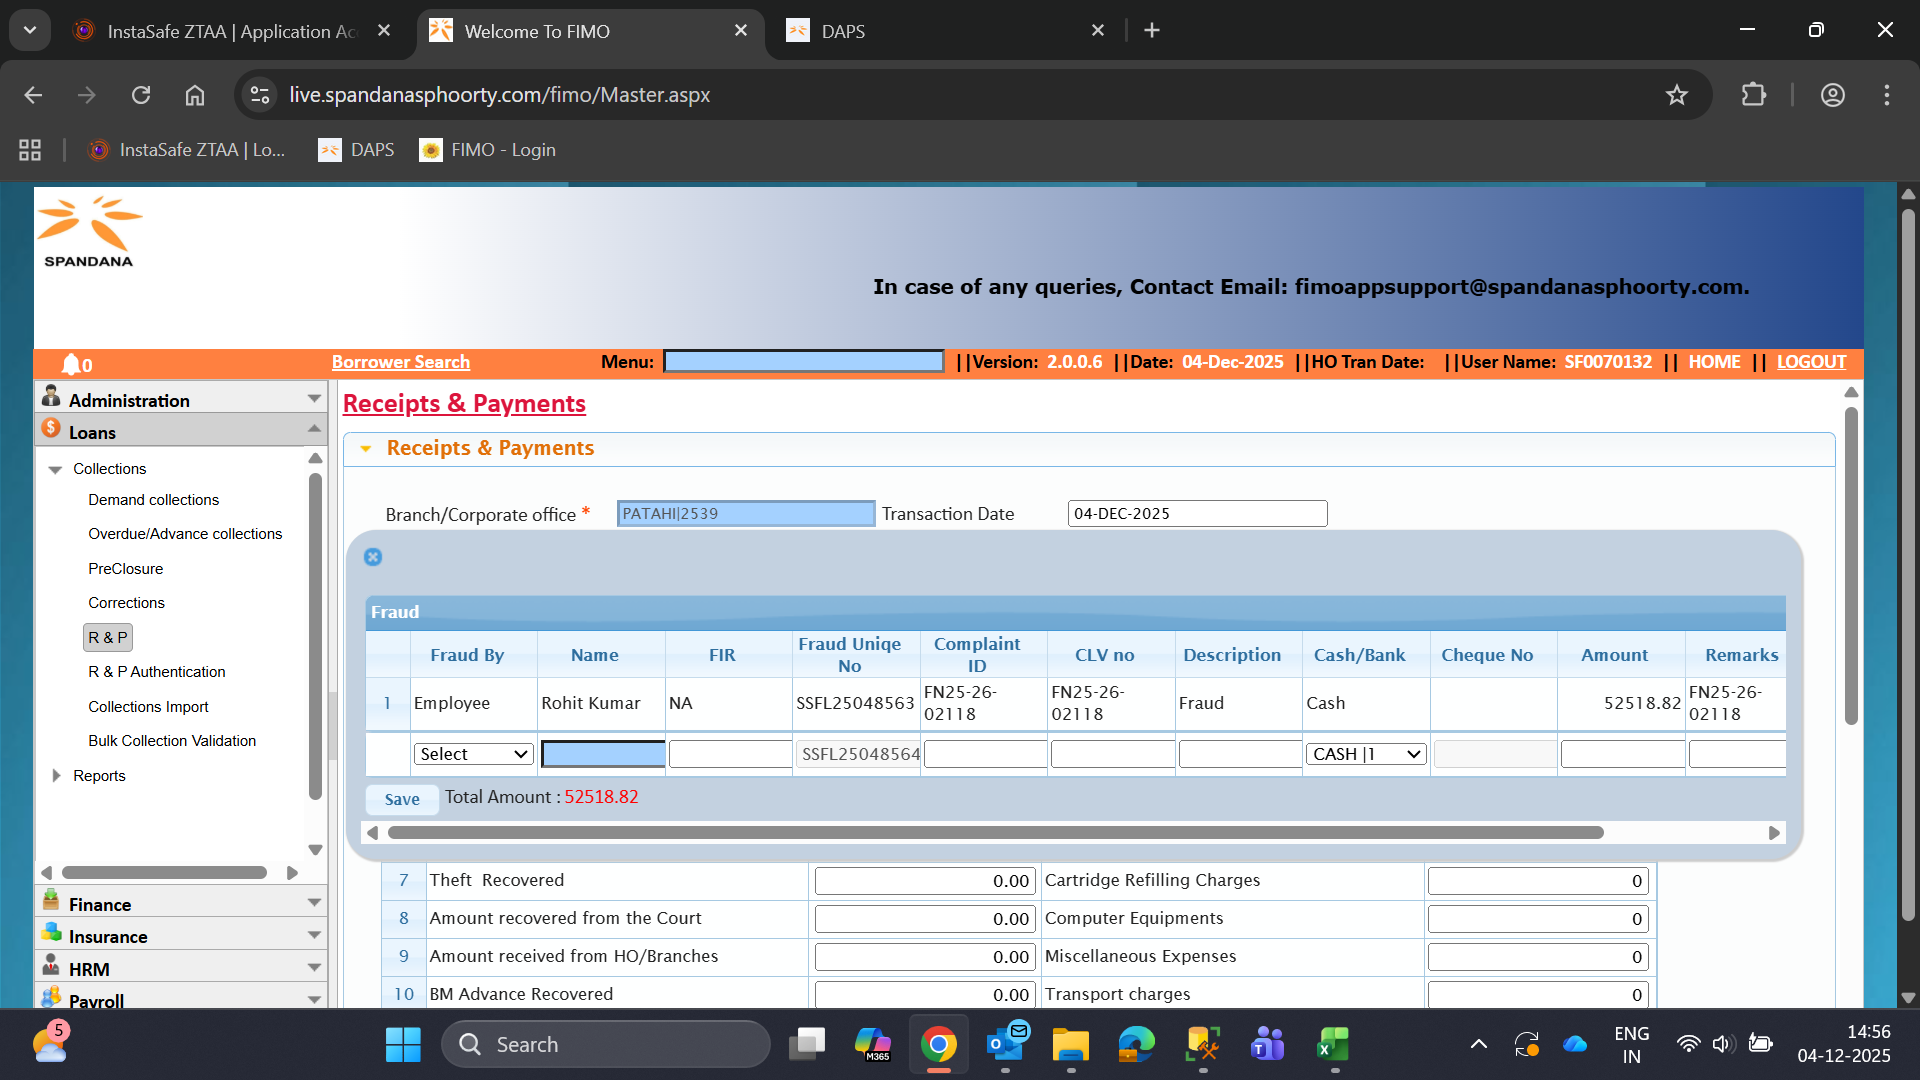 InstaSafe ZTAA | Application Ac
Welcome To FIMO
DAPS
live.spandanasphoorty.com/fimo/Master.aspx
InstaSafe ZTAA | Lo...
DAPS
FIMO - Login
SPANDANA
In case of any queries, Contact Email: fimoappsupport@spandanasphoorty.com.
0
Borrower Search
Menu:
||Version: 2.0.0.6 ||Date: 04-Dec-2025 ||HO Tran Date: ||User Name: SF0070132 || HOME || LOGOUT
Administration
Loans
Collections
Demand collections
Overdue/Advance collections
PreClosure
Corrections
R & P
R & P Authentication
Collections Import
Bulk Collection Validation
Reports
Finance
Insurance
HRM
Payroll
Receipts & Payments
Receipts & Payments
Branch/Corporate office * PATAHI|2539 Transaction Date 04-DEC-2025
Fraud
Fraud By Name FIR Fraud Uniqe No Complaint ID CLV no Description Cash/Bank Cheque No Amount Remarks
1 Employee Rohit Kumar NA SSFL25048563 FN25-26-02118 FN25-26-02118 Fraud Cash 52518.82 FN25-26-02118
Select SSFL25048564 CASH |1
Save Total Amount : 52518.82
7 Theft Recovered 0.00 Cartridge Refilling Charges 0
8 Amount recovered from the Court 0.00 Computer Equipments 0
9 Amount received from HO/Branches 0.00 Miscellaneous Expenses 0
10 BM Advance Recovered 0.00 Transport charges 0
5
Search
M365
ENG
IN
14:56
04-12-2025